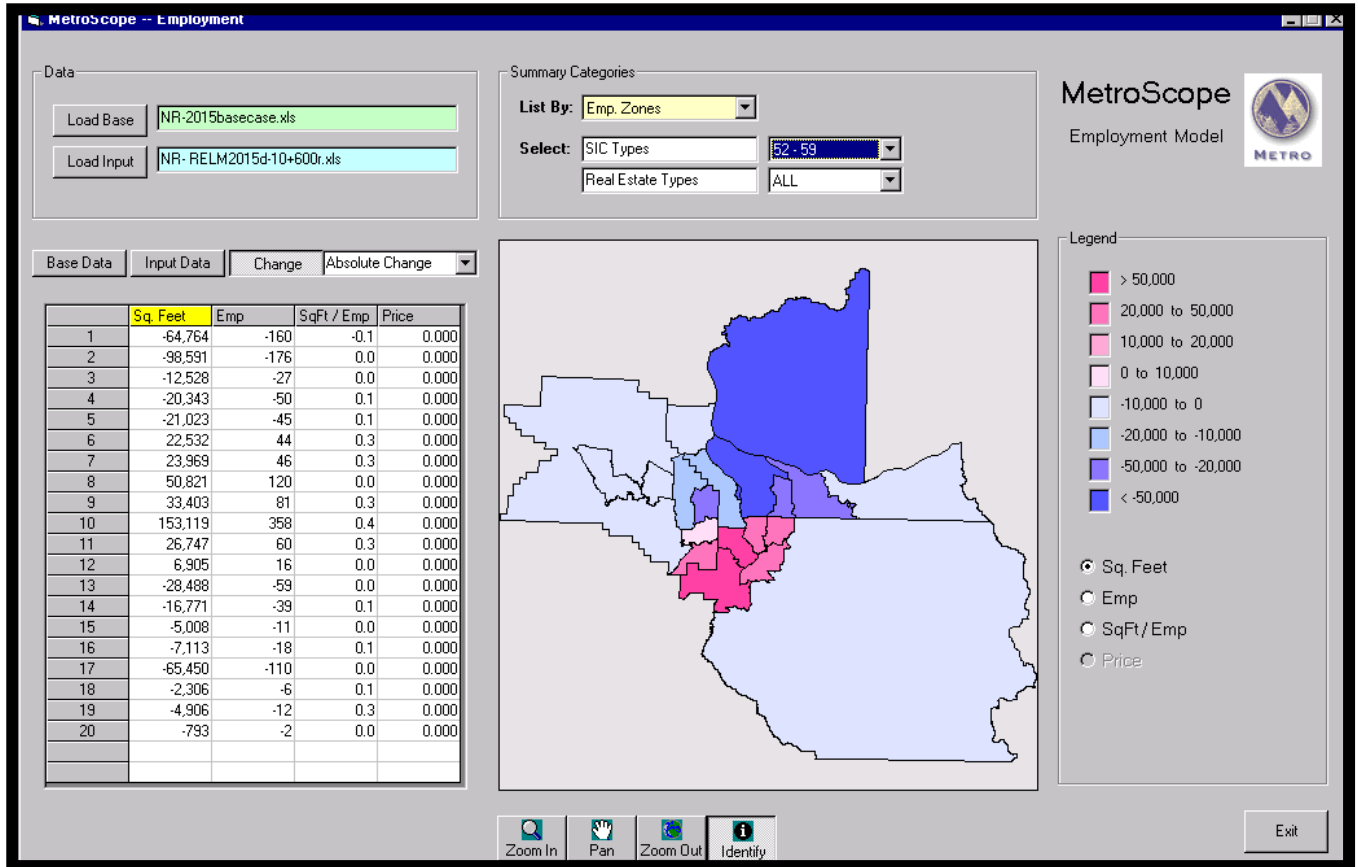 MetroScope -- Employment
Data
Load Base NR-2015basecase.xls
Load Input NR- RELM2015d-10+600r.xls
Summary Categories
List By: Emp. Zones
Select: SIC Types 52 - 59
Real Estate Types ALL
MetroScope
Employment Model
METRO
Base Data Input Data Change Absolute Change
Sq. Feet Emp SqFt / Emp Price
1 -64,764 -160 -0.1 0.000
2 -98,591 -176 0.0 0.000
3 -12,528 -27 0.0 0.000
4 -20,343 -50 0.1 0.000
5 -21,023 -45 0.1 0.000
6 22,532 44 0.3 0.000
7 23,969 46 0.3 0.000
8 50,821 120 0.0 0.000
9 33,403 81 0.3 0.000
10 153,119 358 0.4 0.000
11 26,747 60 0.3 0.000
12 6,905 16 0.0 0.000
13 -28,488 -59 0.0 0.000
14 -16,771 -39 0.1 0.000
15 -5,008 -11 0.0 0.000
16 -7,113 -18 0.1 0.000
17 -65,450 -110 0.0 0.000
18 -2,306 -6 0.1 0.000
19 -4,906 -12 0.3 0.000
20 -793 -2 0.0 0.000
Legend
> 50,000
20,000 to 50,000
10,000 to 20,000
0 to 10,000
-10,000 to 0
-20,000 to -10,000
-50,000 to -20,000
< -50,000
Sq. Feet
Emp
SqFt/Emp
Price
Zoom In Pan Zoom Out Identify
Exit